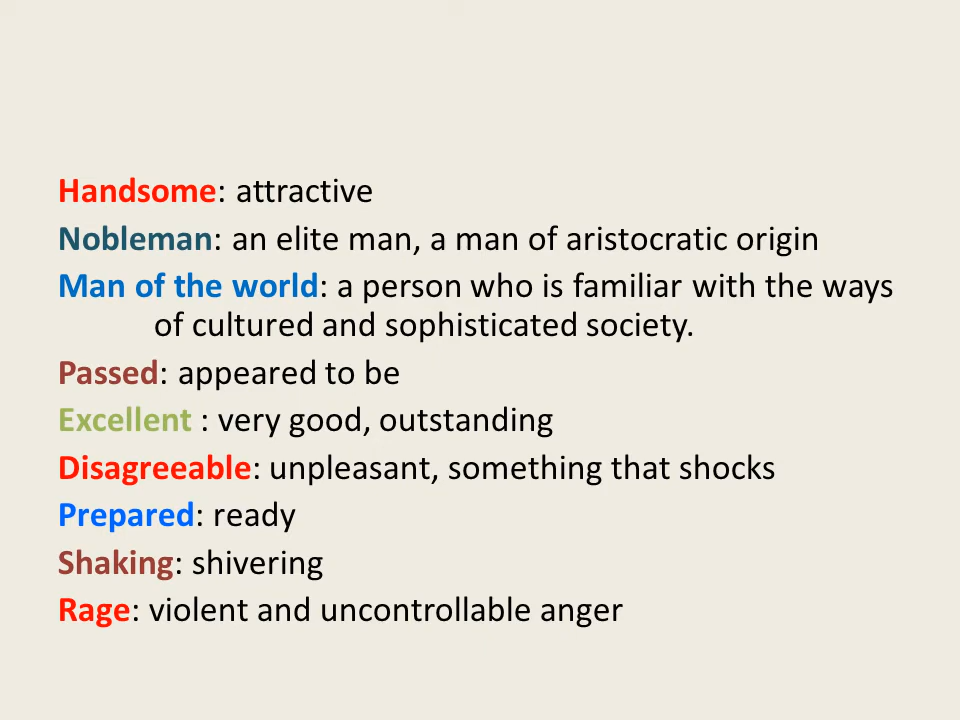 Handsome: attractive
Nobleman: an elite man, a man of aristocratic origin
Man of the world: a person who is familiar with the ways
of cultured and sophisticated society.
Passed: appeared to be
Excellent : very good, outstanding
Disagreeable: unpleasant, something that shocks
Prepared: ready
Shaking: shivering
Rage: violent and uncontrollable anger